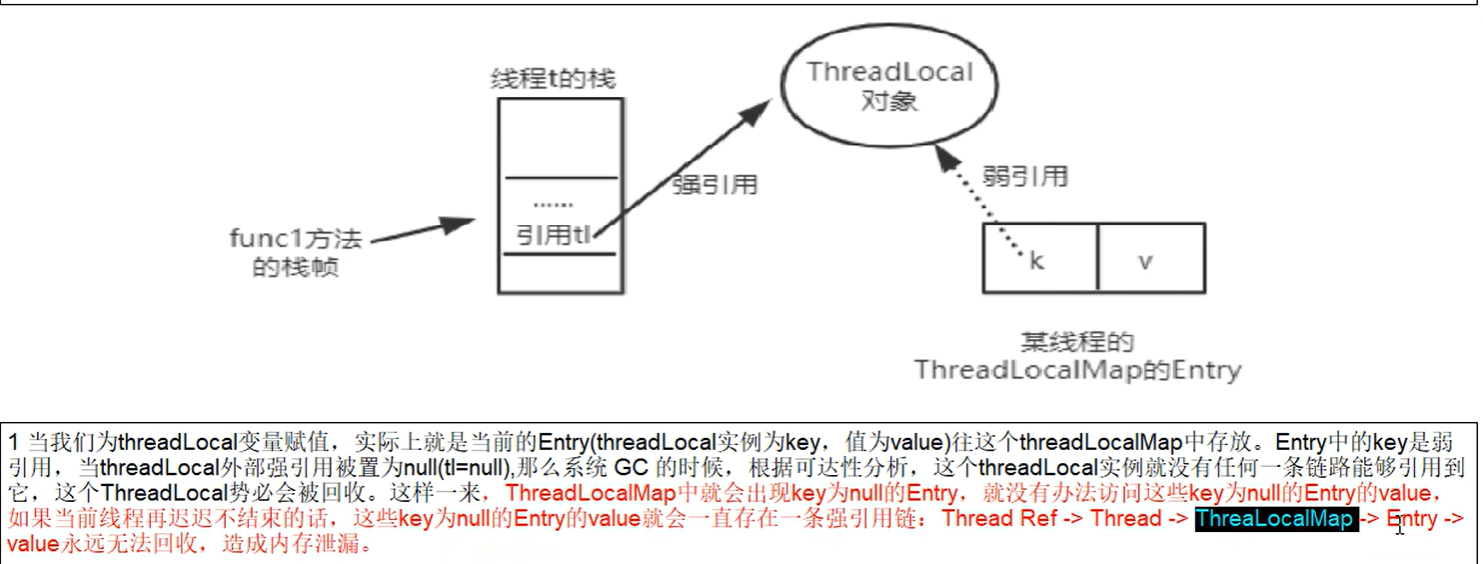 线程t的栈
ThreadLocal
对象
强引用
弱引用
......
引用tl
func1方法
的栈帧
k
v
某线程的
ThreadLocalMap的Entry
1 当我们为threadLocal变量赋值，实际上就是当前的Entry(threadLocal实例为key，值为value)往这个threadLocalMap中存放。Entry中的key是弱
引用，当threadLocal外部强引用被置为null(tl=null),那么系统 GC 的时候，根据可达性分析，这个threadLocal实例就没有任何一条链路能够引用到
它，这个ThreadLocal势必会被回收。这样一来，ThreadLocalMap中就会出现key为null的Entry，就没有办法访问这些key为null的Entry的value，
如果当前线程再迟迟不结束的话，这些key为null的Entry的value就会一直存在一条强引用链：Thread Ref -> Thread -> ThreaLocalMap -> Entry ->
value永远无法回收，造成内存泄漏。